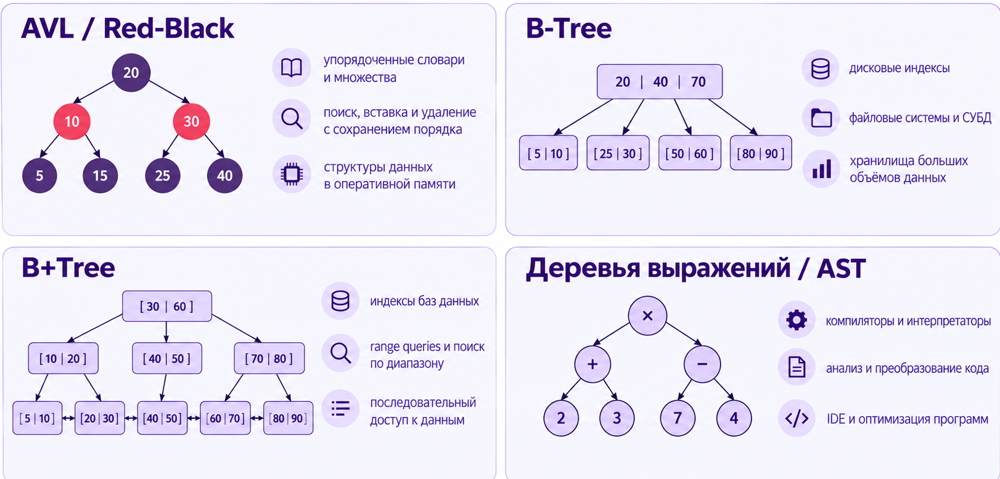 AVL / Red-Black
20
10
30
5
15
25
40
упорядоченные словари
и множества
поиск, вставка и удаление
с сохранением порядка
структуры данных
в оперативной памяти
B-Tree
20 | 40 | 70
[ 5 | 10 ]
[ 25 | 30 ]
[ 50 | 60 ]
[ 80 | 90 ]
дисковые индексы
файловые системы и СУБД
хранилища больших
объёмов данных
B+Tree
[ 30 | 60 ]
[ 10 | 20 ]
[ 40 | 50 ]
[ 70 | 80 ]
[ 5 | 10 ]
[20 | 30]
[40 | 50]
[60 | 70]
[80 | 90]
индексы баз данных
range queries и поиск
по диапазону
последовательный
доступ к данным
Деревья выражений / AST
×
+
−
2
3
7
4
компиляторы и интерпретаторы
анализ и преобразование кода
</>
IDE и оптимизация программ